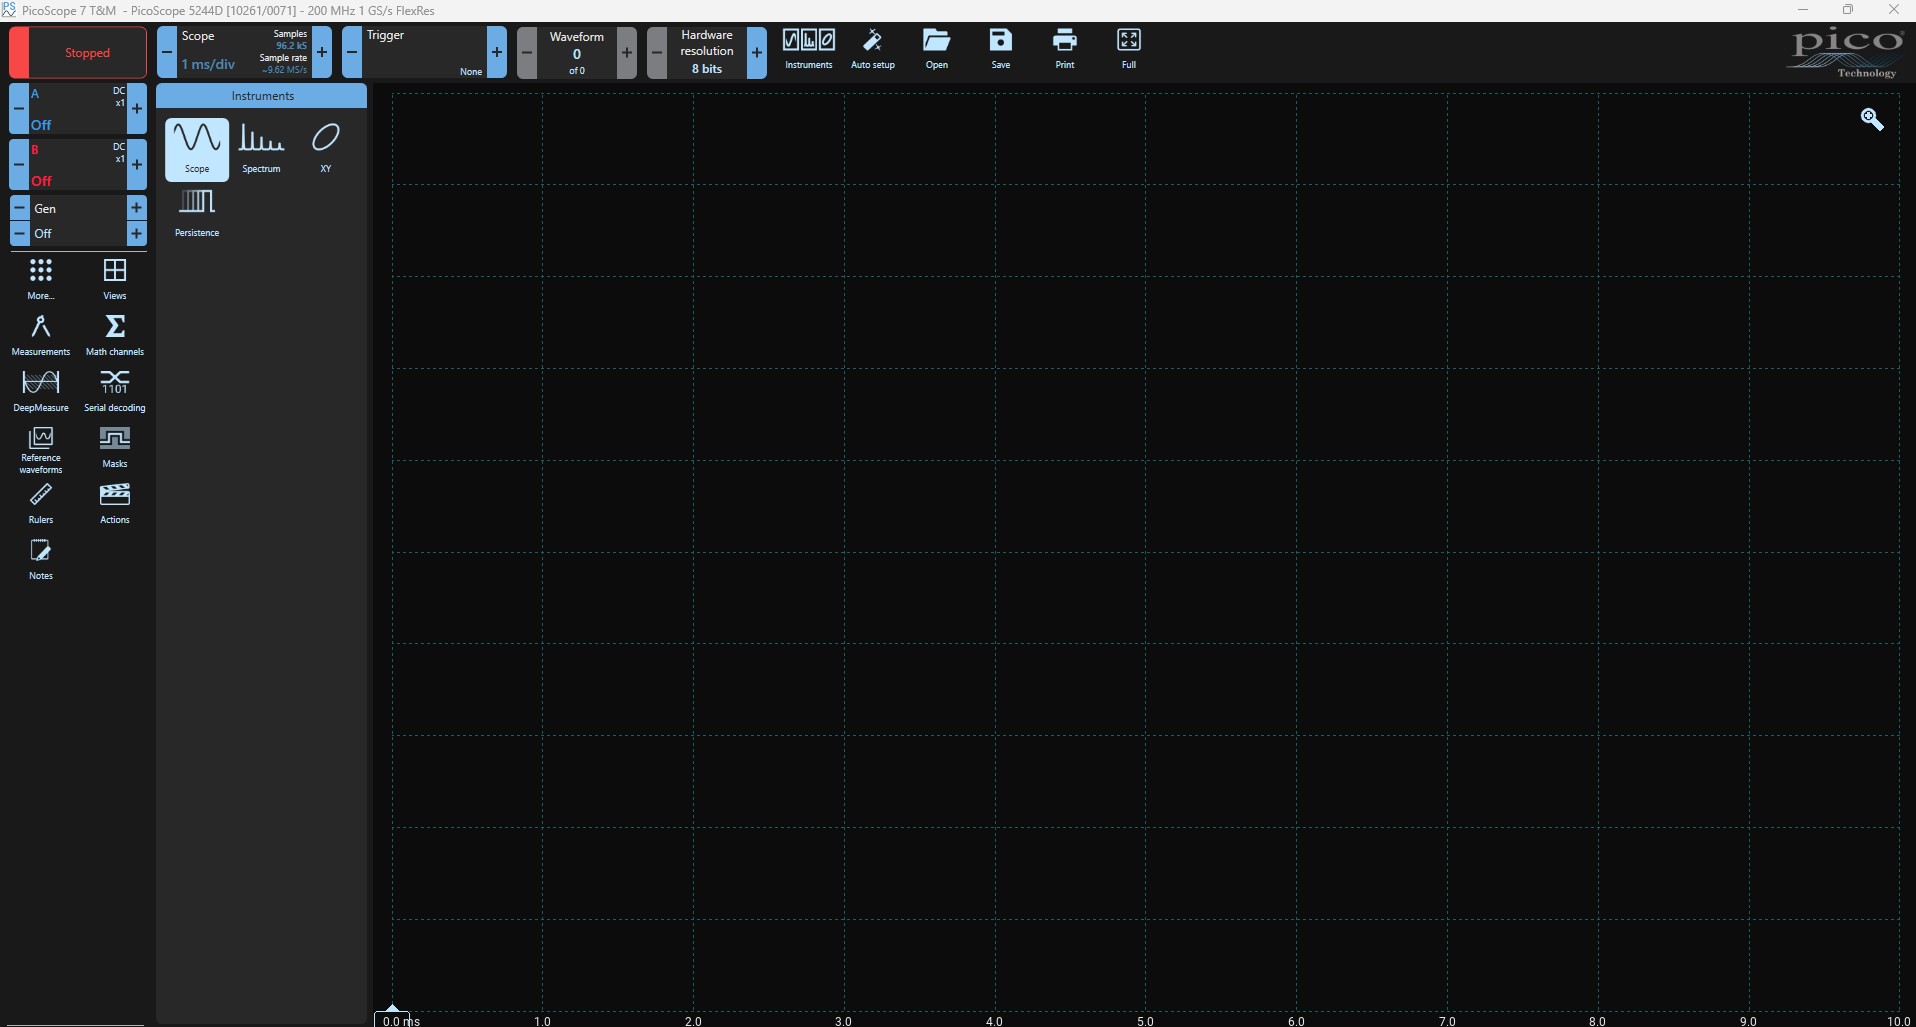 PicoScope 7 T&M - PicoScope 5244D [10261/0071] - 200 MHz 1 GS/s FlexRes
Stopped
Scope
1 ms/div
Samples
96.2 kS
Sample rate
~9.62 MS/s
Trigger
None
Waveform
0
of 0
Hardware
resolution
8 bits
Instruments
Auto setup
Open
Save
Print
Full
pico
Technology
A
DC
x1
Off
B
DC
x1
Off
Gen
Off
More...
Views
Measurements
Math channels
DeepMeasure
1101
Serial decoding
Reference
waveforms
Masks
Rulers
Actions
Notes
Instruments
Scope
Spectrum
XY
Persistence
0.0 ms
1.0
2.0
3.0
4.0
5.0
6.0
7.0
8.0
9.0
10.0